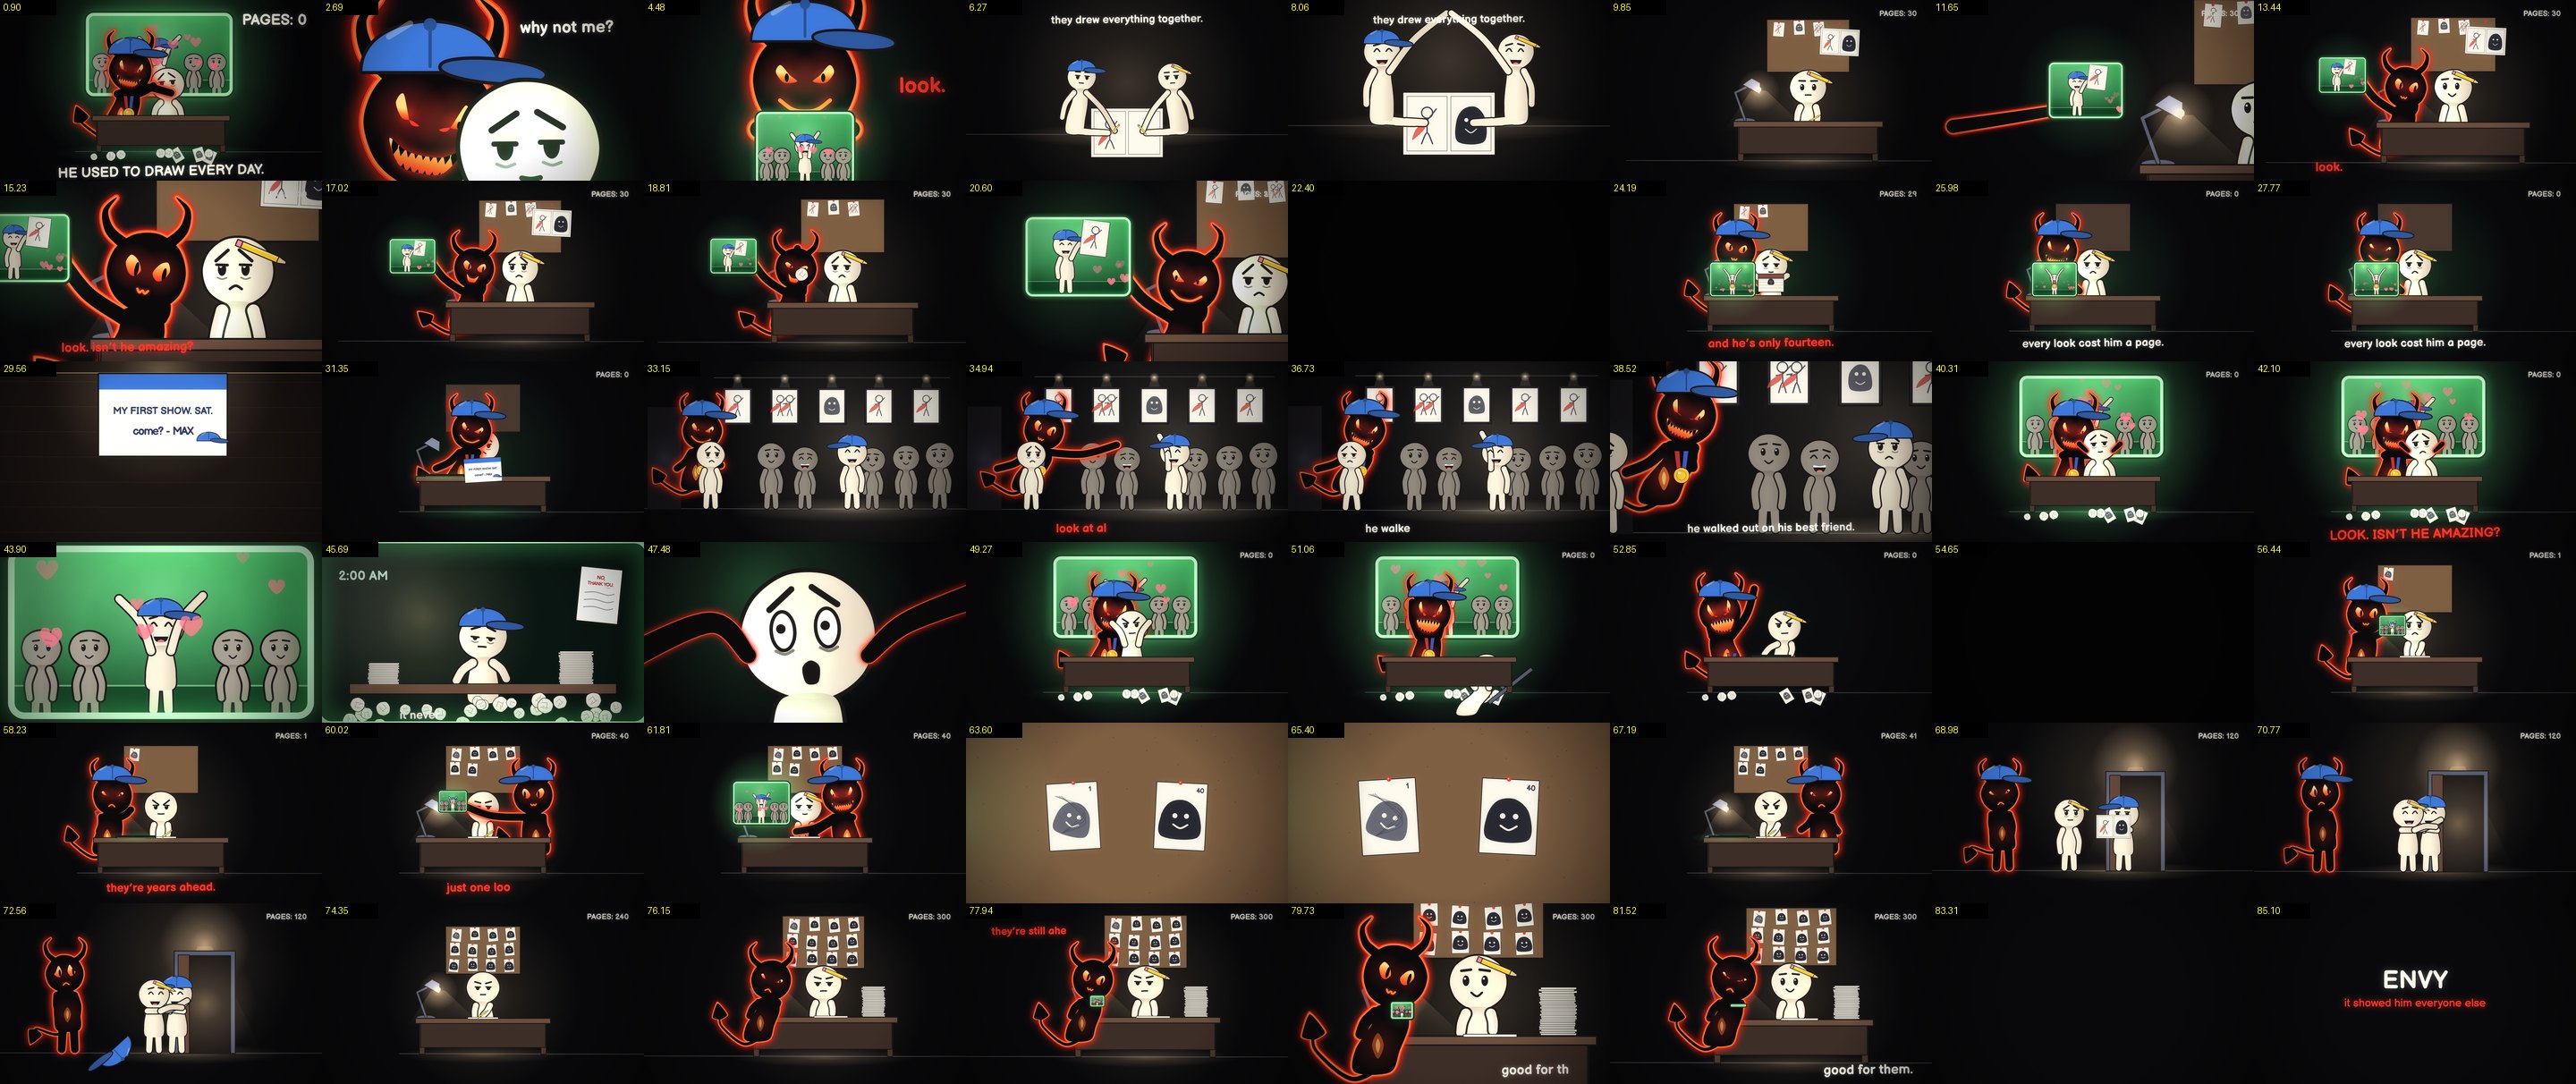 0.90
PAGES: 0
HE USED TO DRAW EVERY DAY.
2.69
why not me?
4.48
look.
6.27
they drew everything together.
8.06
they drew everything together.
9.85
PAGES: 30
11.65
13.44
PAGES: 30
look.
15.23
look. isn't he amazing?
17.02
PAGES: 30
18.81
PAGES: 30
20.60
22.40
24.19
PAGES: 29
and he's only fourteen.
25.98
PAGES: 0
every look cost him a page.
27.77
PAGES: 0
every look cost him a page.
29.56
MY FIRST SHOW. SAT.
come? - MAX
31.35
PAGES: 0
33.15
34.94
look at al
36.73
he walke
38.52
he walked out on his best friend.
40.31
PAGES: 0
42.10
PAGES: 0
LOOK. ISN'T HE AMAZING?
43.90
45.69
2:00 AM
NO,
THANK YOU.
it never
47.48
49.27
PAGES: 0
51.06
PAGES: 0
52.85
PAGES: 0
54.65
56.44
PAGES: 1
58.23
PAGES: 1
they're years ahead.
60.02
PAGES: 40
just one loo
61.81
PAGES: 40
63.60
1
40
65.40
1
40
67.19
PAGES: 41
68.98
PAGES: 120
70.77
PAGES: 120
72.56
PAGES: 120
74.35
PAGES: 240
76.15
PAGES: 300
77.94
PAGES: 300
they're still ahe
79.73
PAGES: 300
good for th
81.52
PAGES: 300
good for them.
83.31
85.10
ENVY
it showed him everyone else